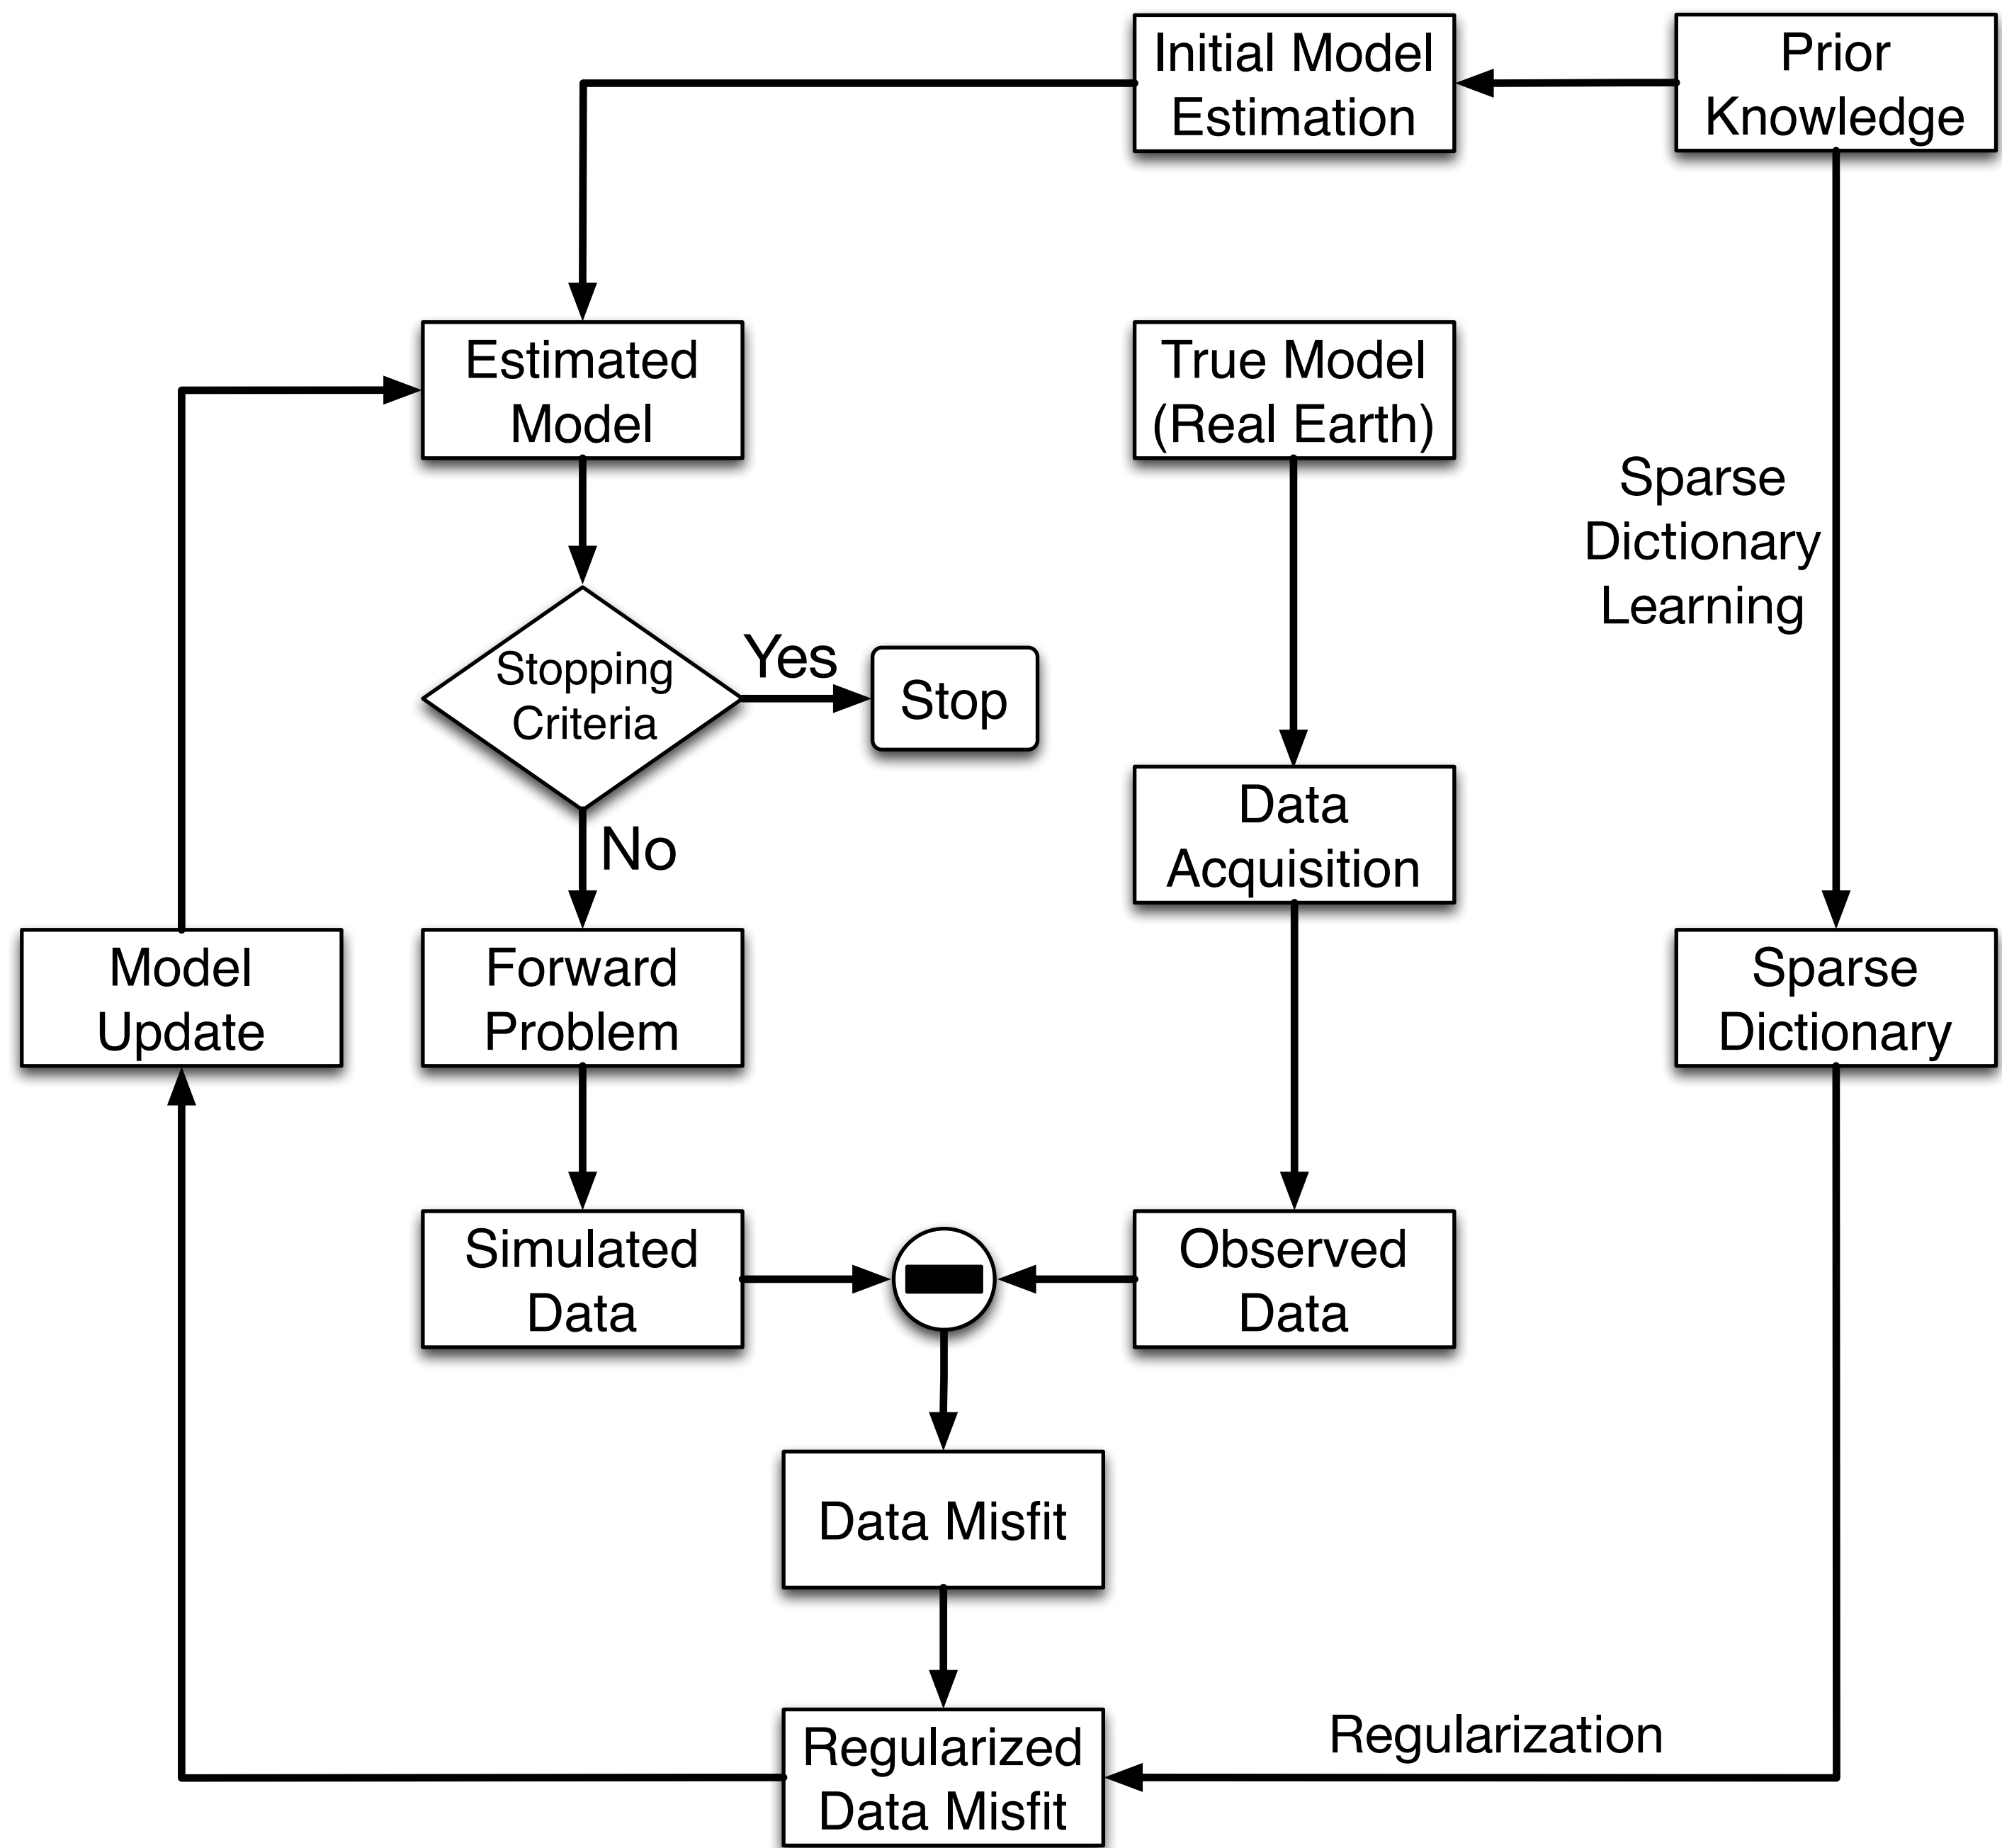 Initial Model
Estimation
Prior
Knowledge
Estimated
Model
True Model
(Real Earth)
Sparse
Dictionary
Learning
Stopping
Criteria
Yes
Stop
No
Data
Acquisition
Model
Update
Forward
Problem
Sparse
Dictionary
Simulated
Data
Observed
Data
Data Misfit
Regularized
Data Misfit
Regularization